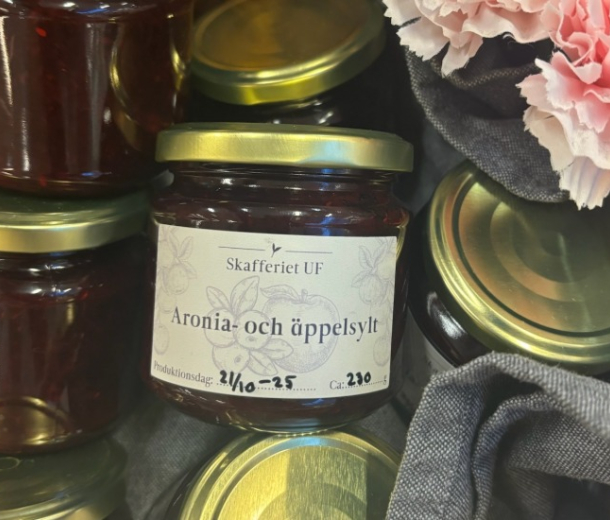 Skafferiet UF
Aronia- och äppelsylt
Produktionsdag: 21/10-25 Ca: 230 g